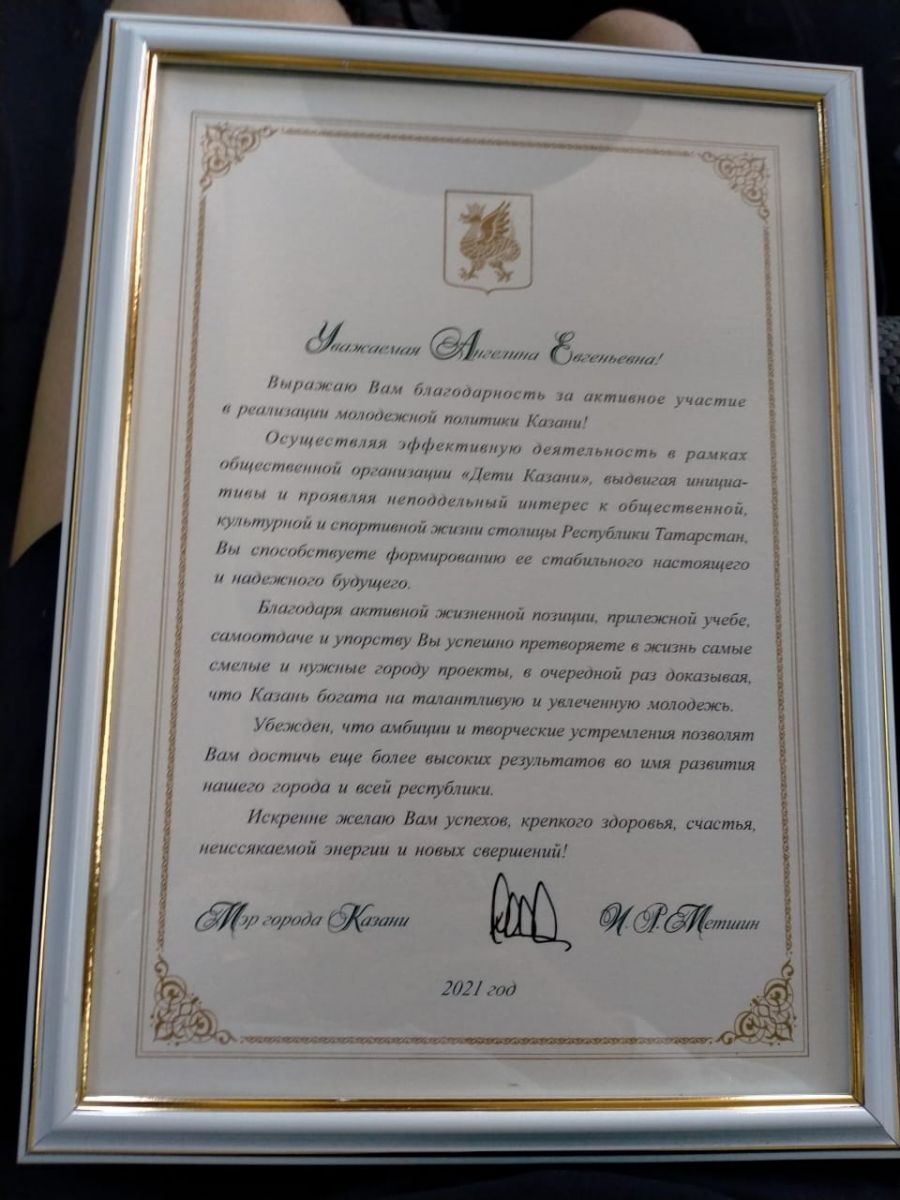 Уважаемая Ангелина Евгеньевна!
Выражаю Вам благодарность за активное участие
в реализации молодежной политики Казани!
Осуществляя эффективную деятельность в рамках
общественной организации «Дети Казани», выдвигая инициа-
тивы и проявляя неподдельный интерес к общественной,
культурной и спортивной жизни столицы Республики Татарстан,
Вы способствуете формированию ее стабильного настоящего
и надежного будущего.
Благодаря активной жизненной позиции, прилежной учебе,
самоотдаче и упорству Вы успешно претворяете в жизнь самые
смелые и нужные городу проекты, в очередной раз доказывая,
что Казань богата на талантливую и увлеченную молодежь.
Убежден, что амбиции и творческие устремления позволят
Вам достичь еще более высоких результатов во имя развития
нашего города и всей республики.
Искренне желаю Вам успехов, крепкого здоровья, счастья,
неиссякаемой энергии и новых свершений!
Мэр города Казани И. Р. Метшин
2021 год